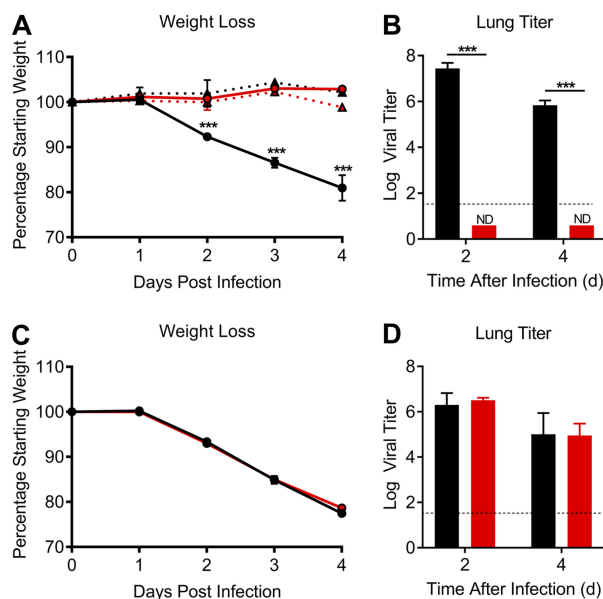 A
Weight Loss
Percentage Starting Weight
110
100
90
80
70
***
***
***
0 1 2 3 4
Days Post Infection
B
Lung Titer
Log Viral Titer
8
6
4
2
0
***
***
ND
ND
2 4
Time After Infection (d)
C
Weight Loss
Percentage Starting Weight
110
100
90
80
70
0 1 2 3 4
Days Post Infection
D
Lung Titer
Log Viral Titer
8
6
4
2
0
2 4
Time After Infection (d)